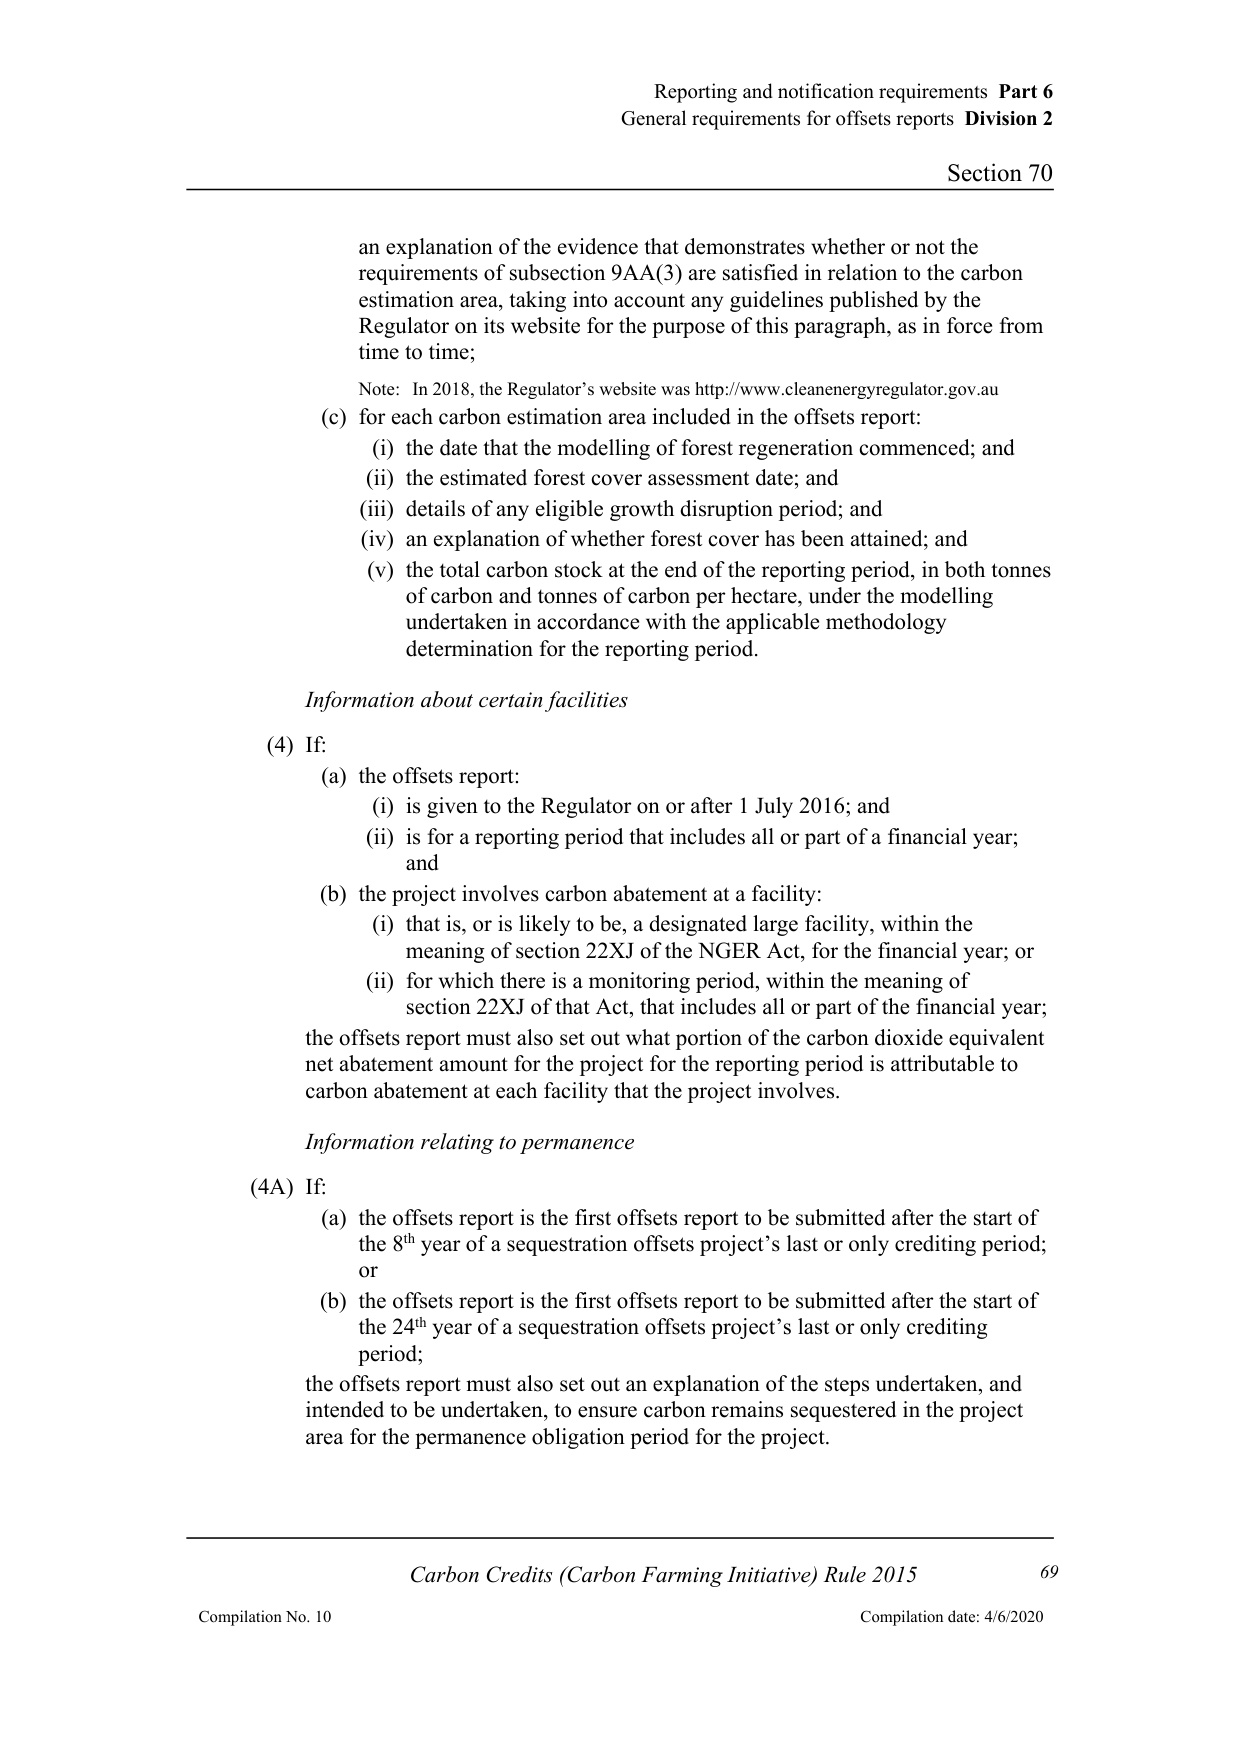 Reporting and notification requirements Part 6
General requirements for offsets reports Division 2
Section 70
an explanation of the evidence that demonstrates whether or not the
requirements of subsection 9AA(3) are satisfied in relation to the carbon
estimation area, taking into account any guidelines published by the
Regulator on its website for the purpose of this paragraph, as in force from
time to time;
Note: In 2018, the Regulator’s website was http://www.cleanenergyregulator.gov.au
(c) for each carbon estimation area included in the offsets report:
(i) the date that the modelling of forest regeneration commenced; and
(ii) the estimated forest cover assessment date; and
(iii) details of any eligible growth disruption period; and
(iv) an explanation of whether forest cover has been attained; and
(v) the total carbon stock at the end of the reporting period, in both tonnes
of carbon and tonnes of carbon per hectare, under the modelling
undertaken in accordance with the applicable methodology
determination for the reporting period.
Information about certain facilities
(4) If:
(a) the offsets report:
(i) is given to the Regulator on or after 1 July 2016; and
(ii) is for a reporting period that includes all or part of a financial year;
and
(b) the project involves carbon abatement at a facility:
(i) that is, or is likely to be, a designated large facility, within the
meaning of section 22XJ of the NGER Act, for the financial year; or
(ii) for which there is a monitoring period, within the meaning of
section 22XJ of that Act, that includes all or part of the financial year;
the offsets report must also set out what portion of the carbon dioxide equivalent
net abatement amount for the project for the reporting period is attributable to
carbon abatement at each facility that the project involves.
Information relating to permanence
(4A) If:
(a) the offsets report is the first offsets report to be submitted after the start of
the 8th year of a sequestration offsets project’s last or only crediting period;
or
(b) the offsets report is the first offsets report to be submitted after the start of
the 24th year of a sequestration offsets project’s last or only crediting
period;
the offsets report must also set out an explanation of the steps undertaken, and
intended to be undertaken, to ensure carbon remains sequestered in the project
area for the permanence obligation period for the project.
Carbon Credits (Carbon Farming Initiative) Rule 2015 69
Compilation No. 10 Compilation date: 4/6/2020